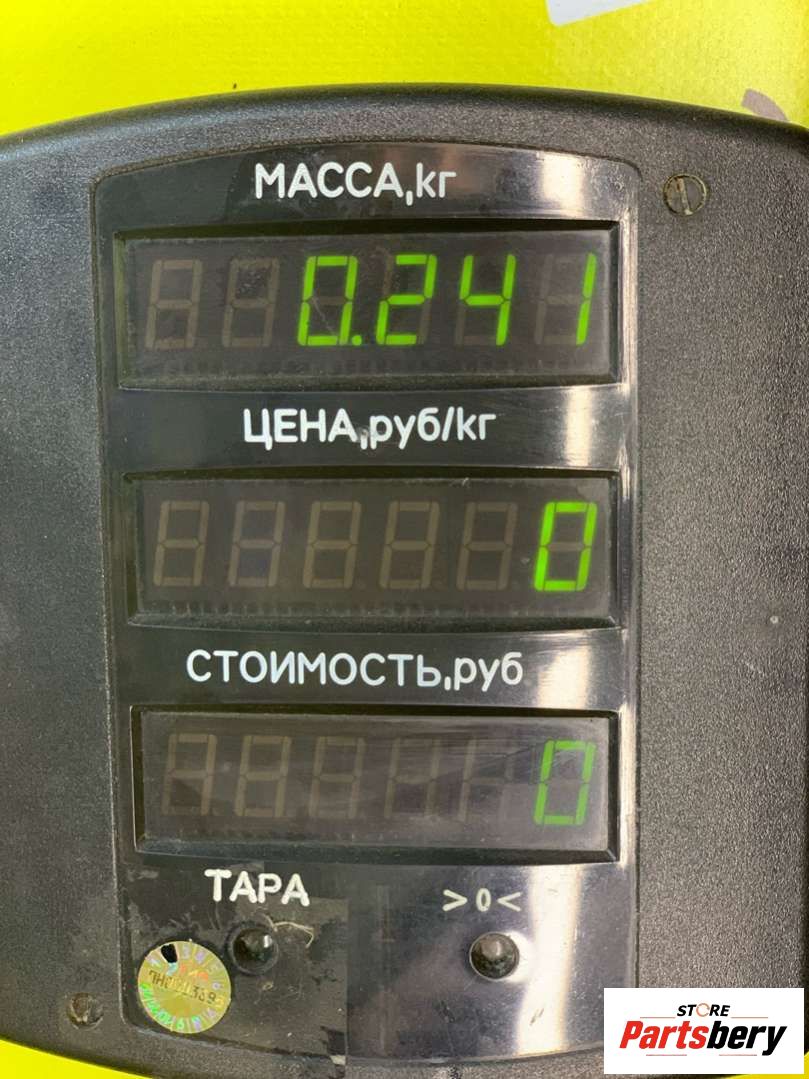 МАССА,кг
0.241
ЦЕНА,руб/кг
0
СТОИМОСТЬ,руб
0
ТАРА
>0<
STORE
Partsbery